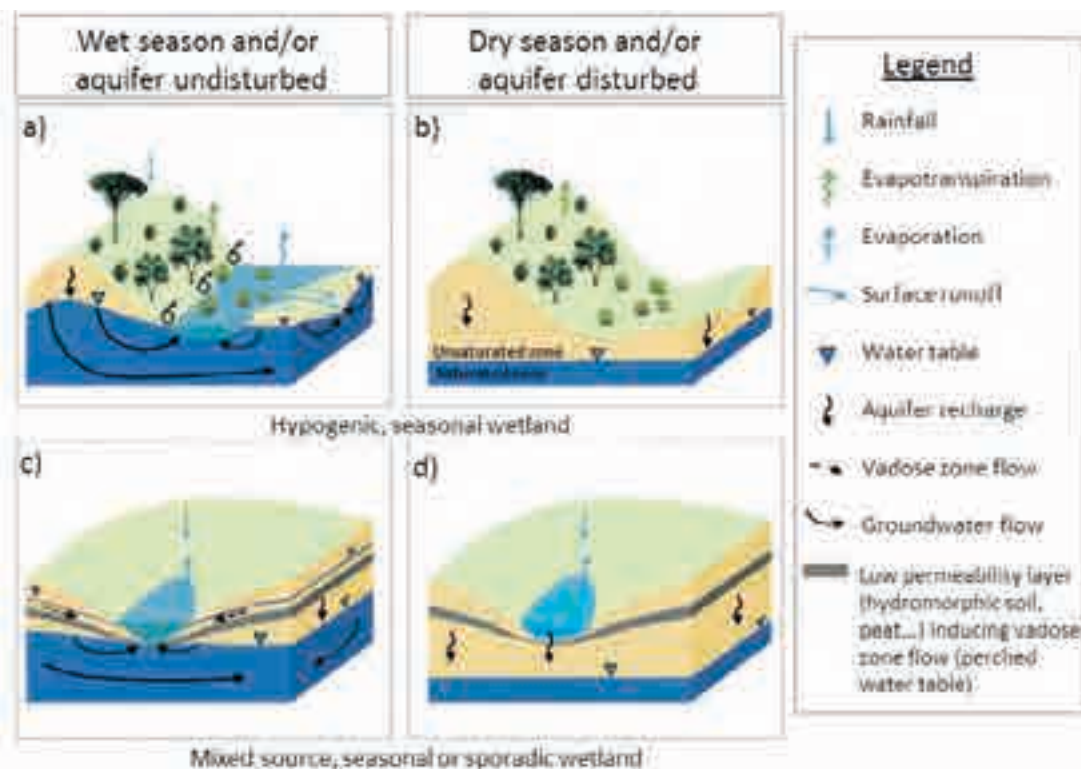 Wet season and/or
aquifer undisturbed
Dry season and/or
aquifer disturbed
a)
b)
Unsaturated zone
Hypogenic, seasonal wetland
c)
d)
Mixed source, seasonal or sporadic wetland
Legend
Rainfall
Evapotranspiration
Evaporation
Surface runoff
Water table
Aquifer recharge
Vadose zone flow
Groundwater flow
Low permeability layer
(hydromorphic soil,
peat...) inducing vadose
zone flow (perched
water table)